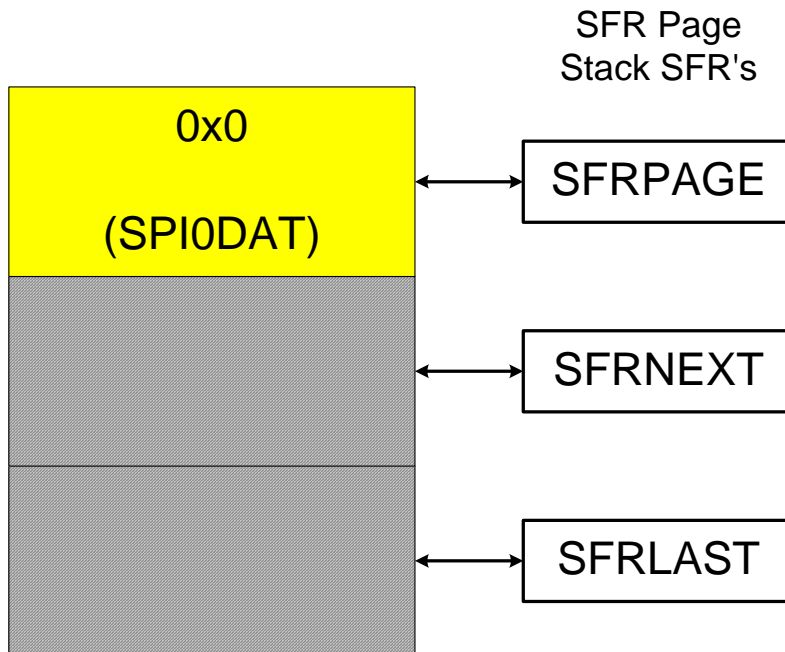 SFR Page
Stack SFR's
0x0
(SPI0DAT)
SFRPAGE
SFRNEXT
SFRLAST